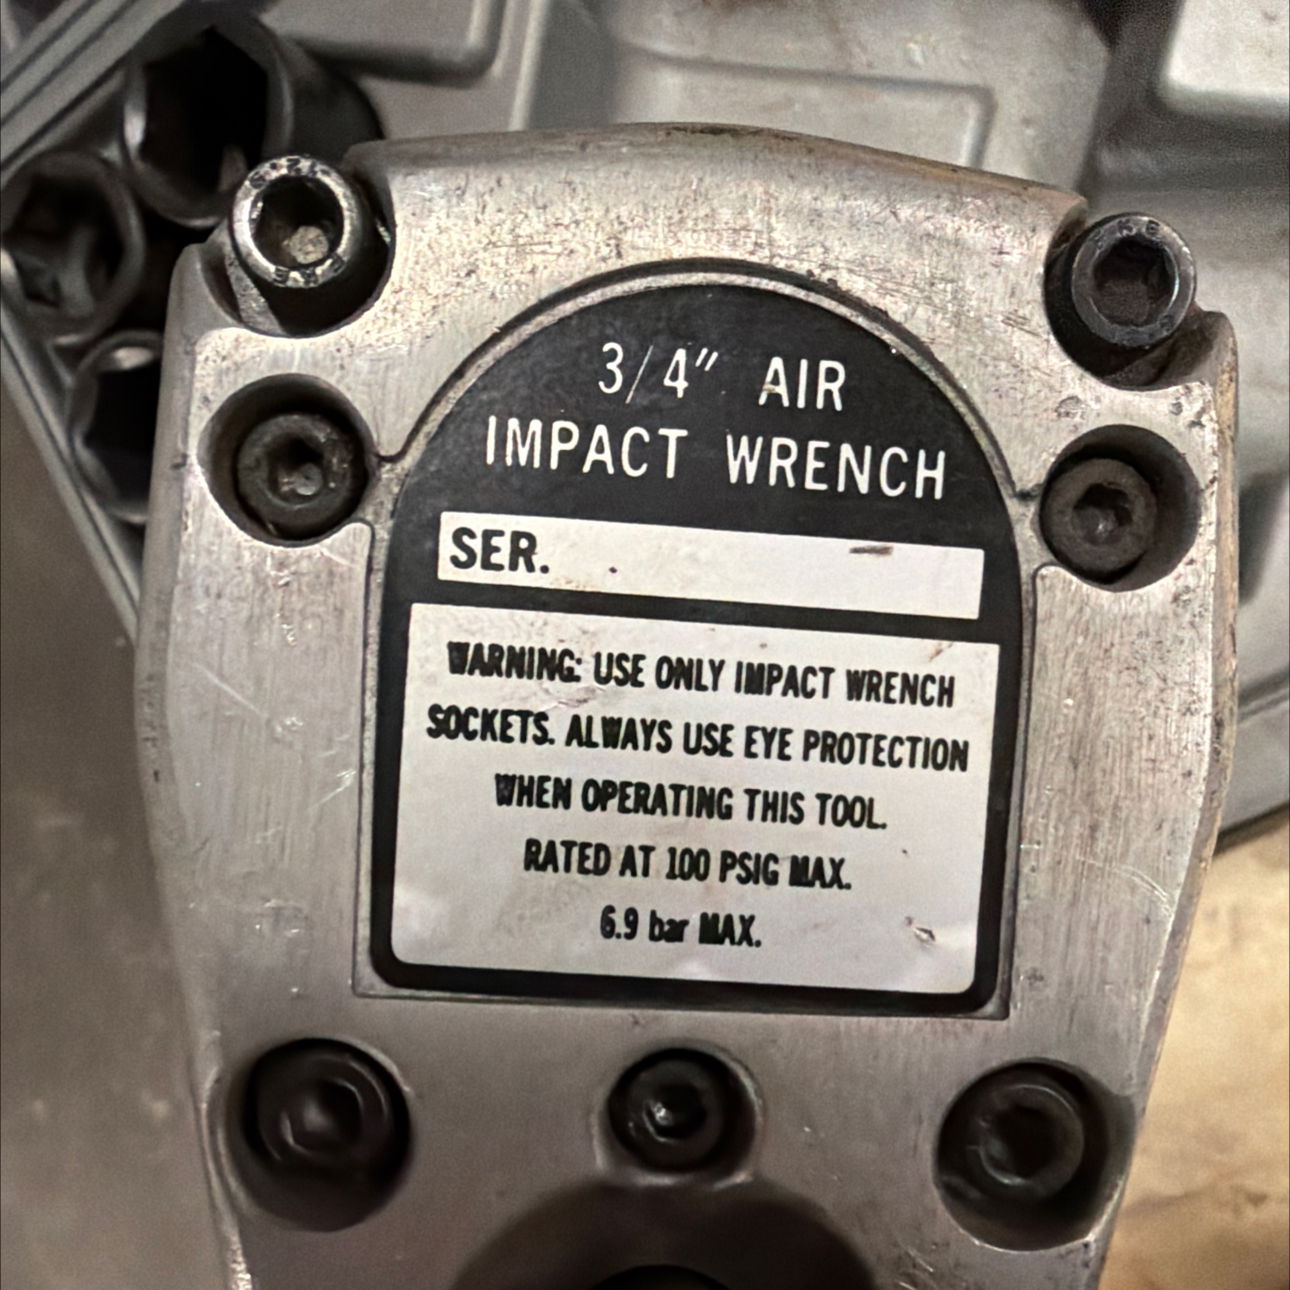 3/4" AIR
IMPACT WRENCH
SER.
WARNING: USE ONLY IMPACT WRENCH
SOCKETS. ALWAYS USE EYE PROTECTION
WHEN OPERATING THIS TOOL.
RATED AT 100 PSIG MAX.
6.9 bar MAX.